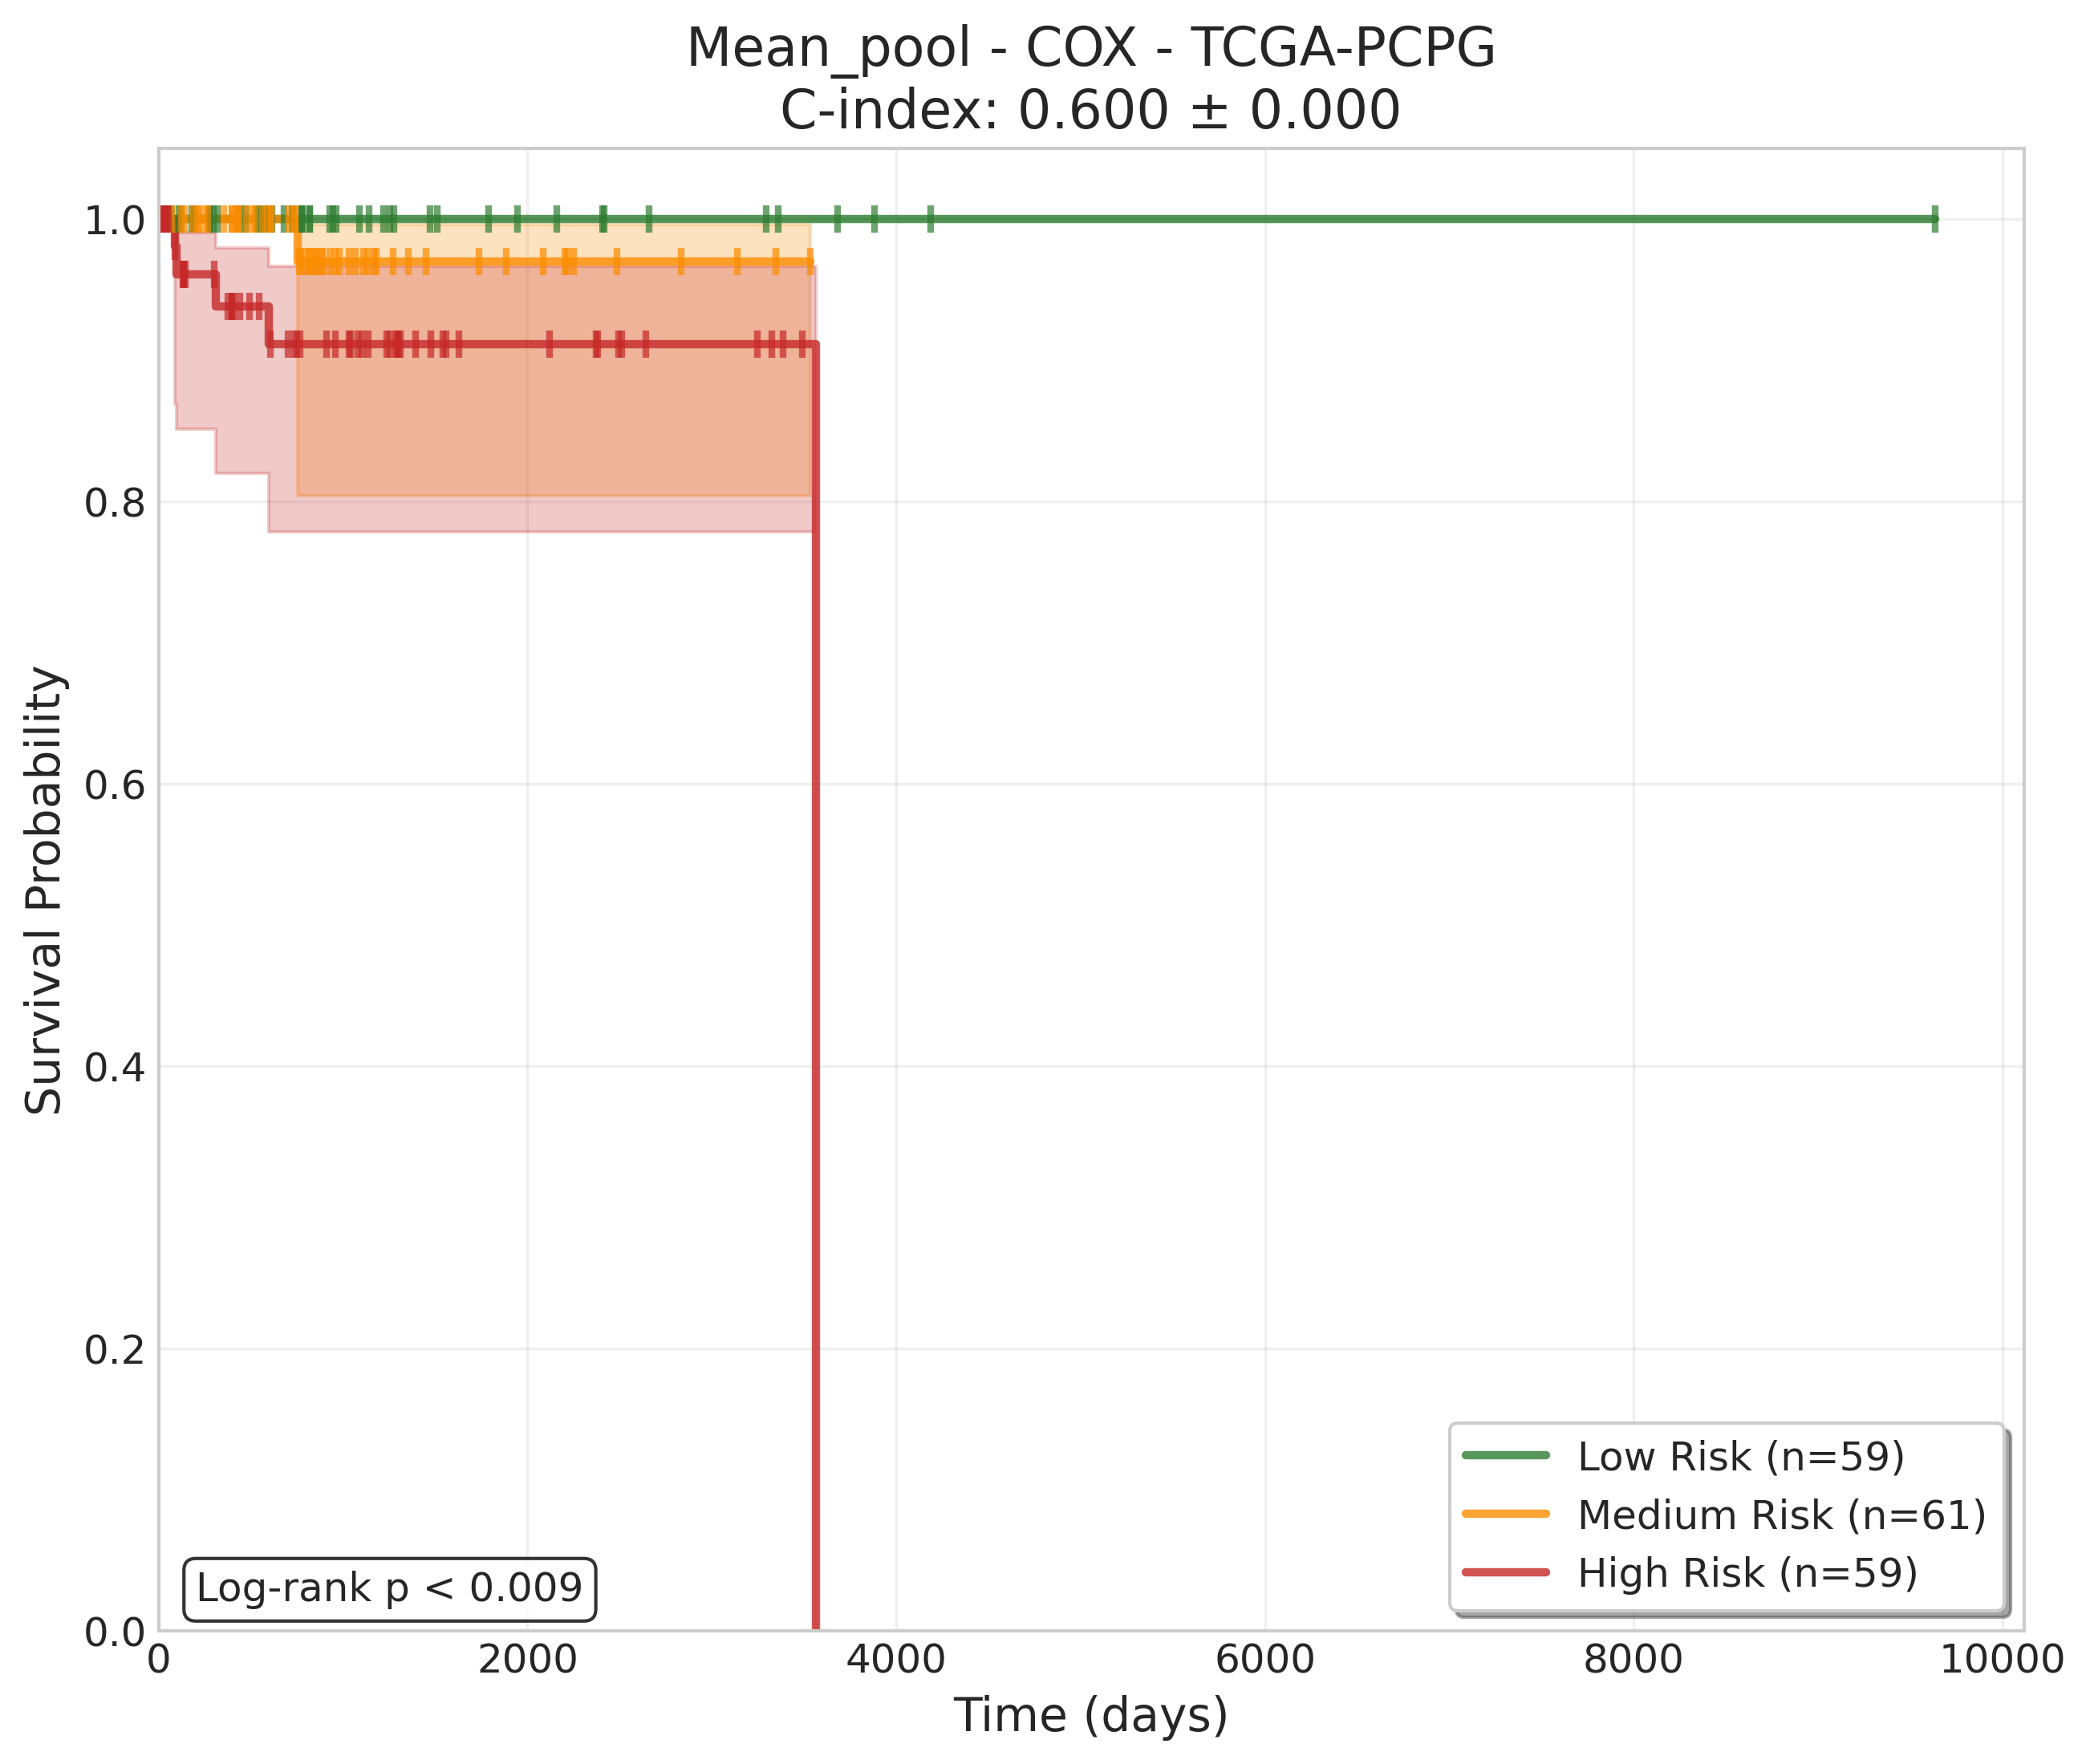 Mean_pool - COX - TCGA-PCPG
C-index: 0.600 ± 0.000
Survival Probability
1.0
0.8
0.6
0.4
0.2
0.0
0
2000
4000
6000
8000
10000
Time (days)
Log-rank p < 0.009
Low Risk (n=59)
Medium Risk (n=61)
High Risk (n=59)